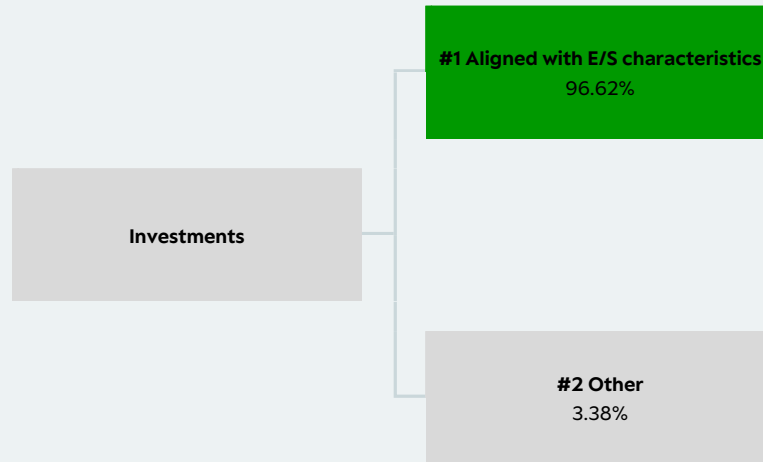 #1 Aligned with E/S characteristics
96.62%
Investments
#2 Other
3.38%